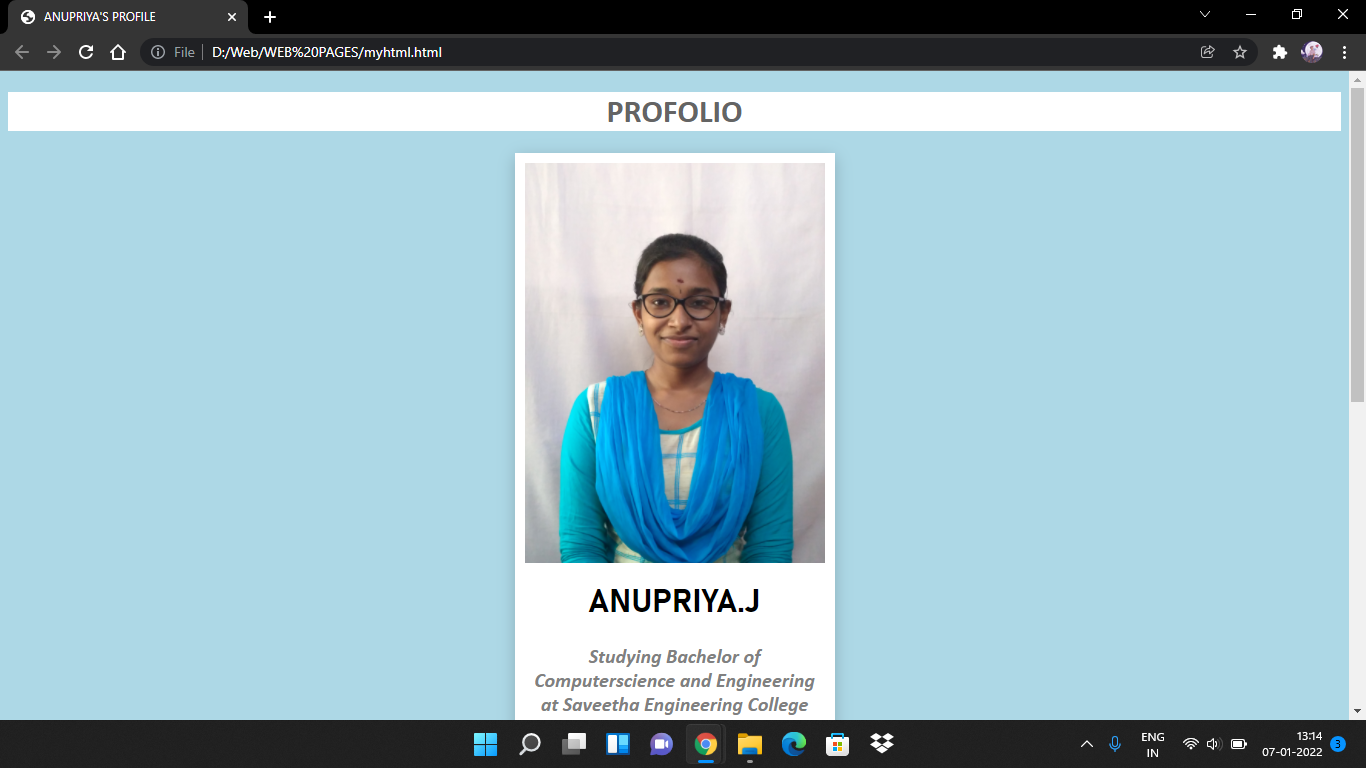 ANUPRIYA'S PROFILE
File
D:/Web/WEB%20PAGES/myhtml.html
PROFOLIO
ANUPRIYA.J
Studying Bachelor of
Computerscience and Engineering
at Saveetha Engineering College
ENG
IN
13:14
07-01-2022
3